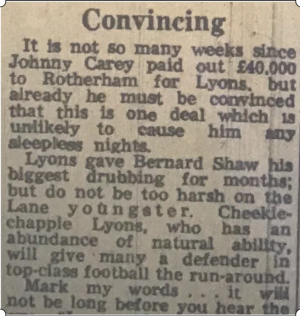 Convincing
It is not so many weeks since
Johnny Carey paid out £40,000
to Rotherham for Lyons, but
already he must be convinced
that this is one deal which is
unlikely to cause him any
sleepless nights.
Lyons gave Bernard Shaw his
biggest drubbing for months;
but do not be too harsh on the
Lane youngster. Cheekie-
chapple Lyons, who has an
abundance of natural ability,
will give many a defender in
top-class football the run-around.
Mark my words . . . it will
not be long before you hear the